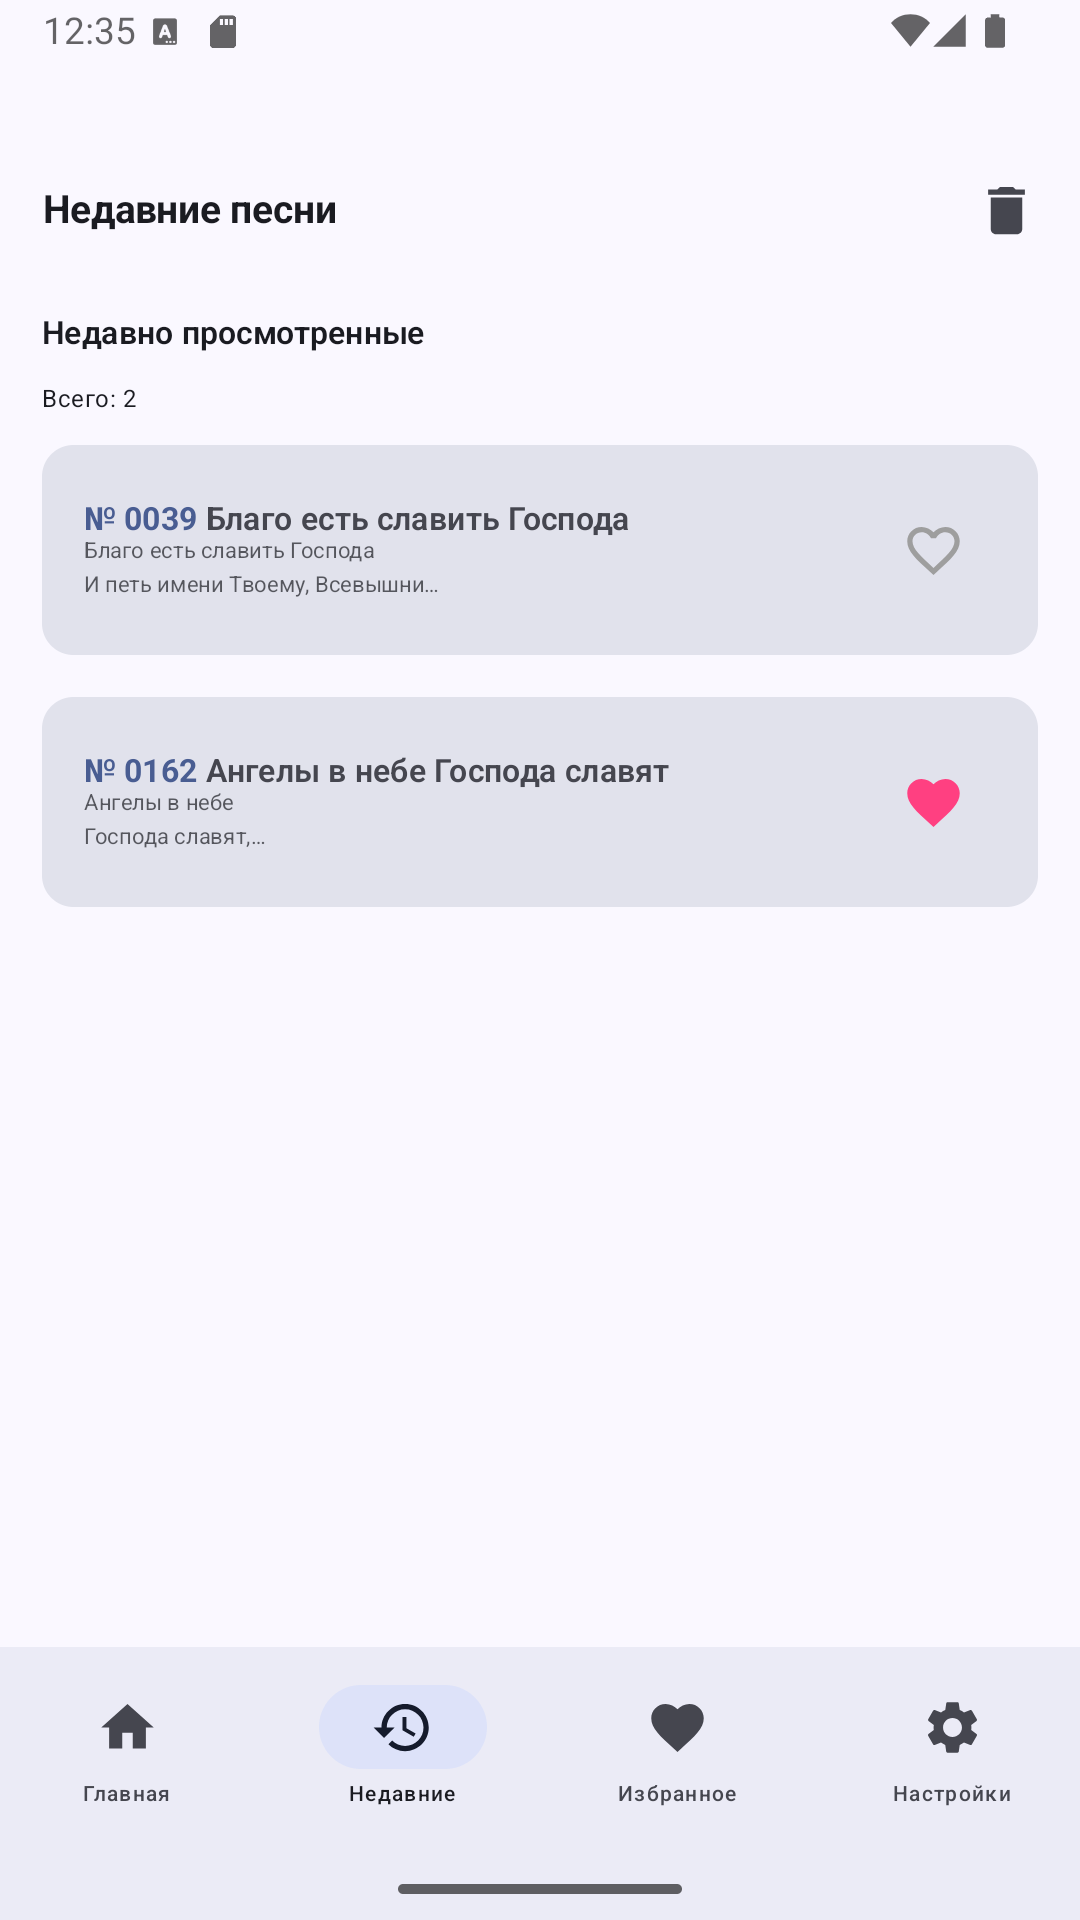 12:35
Недавние песни
Недавно просмотренные
Всего: 2
№ 0039 Благо есть славить Господа
Благо есть славить Господа
И петь имени Твоему, Всевышни...
№ 0162 Ангелы в небе Господа славят
Ангелы в небе
Господа славят,...
Главная
Недавние
Избранное
Настройки